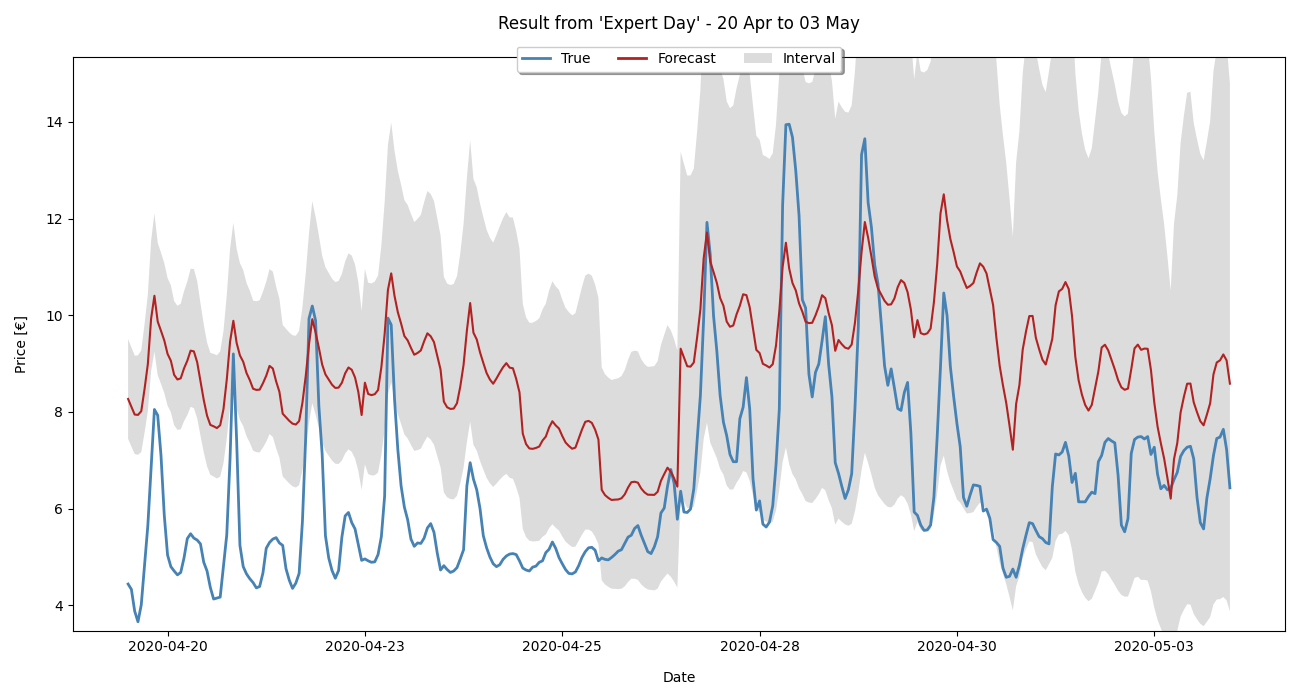 Result from 'Expert Day' - 20 Apr to 03 May
True Forecast Interval
Price [€]
14
12
10
8
6
4
2020-04-20 2020-04-23 2020-04-25 2020-04-28 2020-04-30 2020-05-03
Date